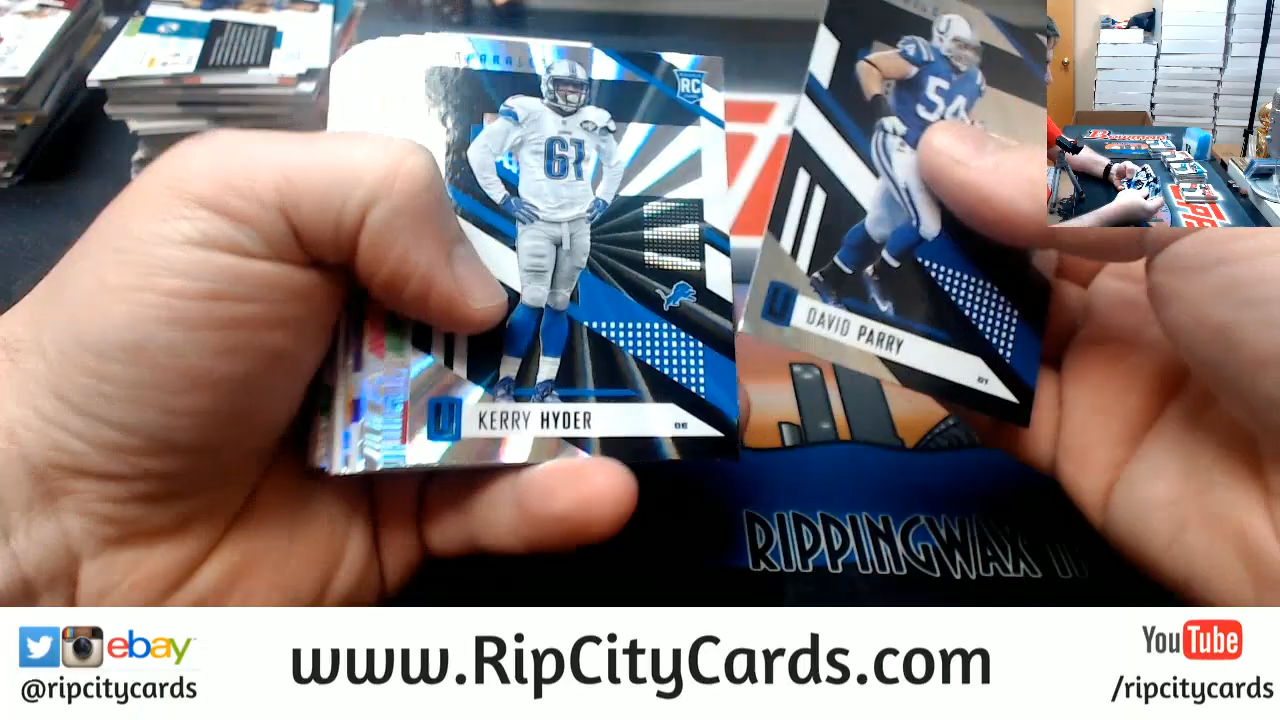 RC
61
54
KERRY HYDER
DE
DAVID PARRY
DT
RIPPINGWAX
ebay
@ripcitycards
www.RipCityCards.com
YouTube
/ripcitycards